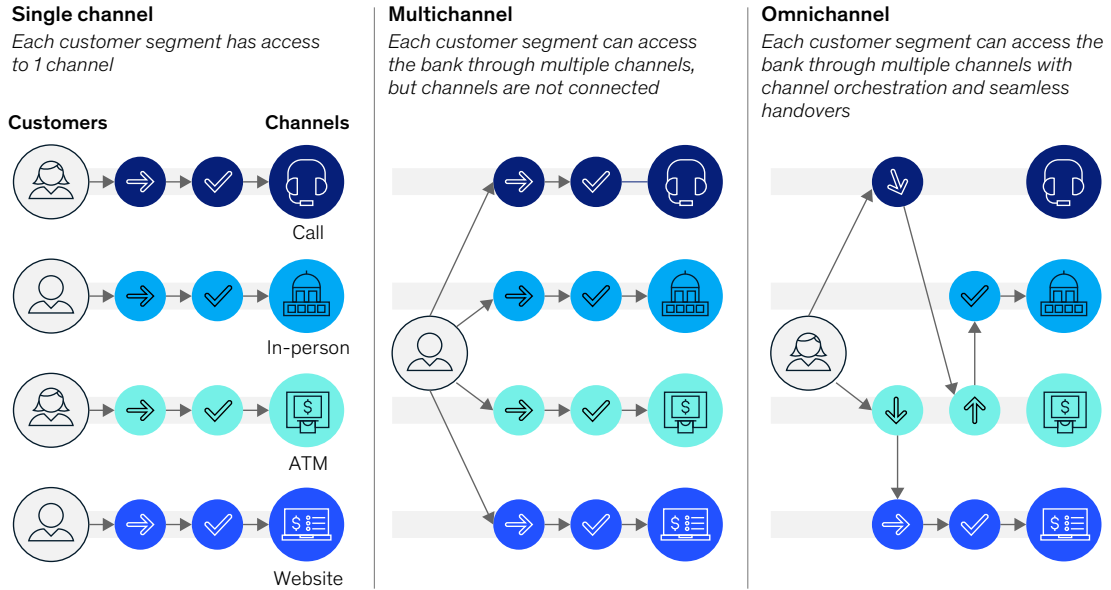 Single channel
Each customer segment has access
to 1 channel
Customers
Channels
Call
In-person
$
ATM
$
Website
Multichannel
Each customer segment can access
the bank through multiple channels,
but channels are not connected
$
$
Omnichannel
Each customer segment can access the
bank through multiple channels with
channel orchestration and seamless
handovers
$
$